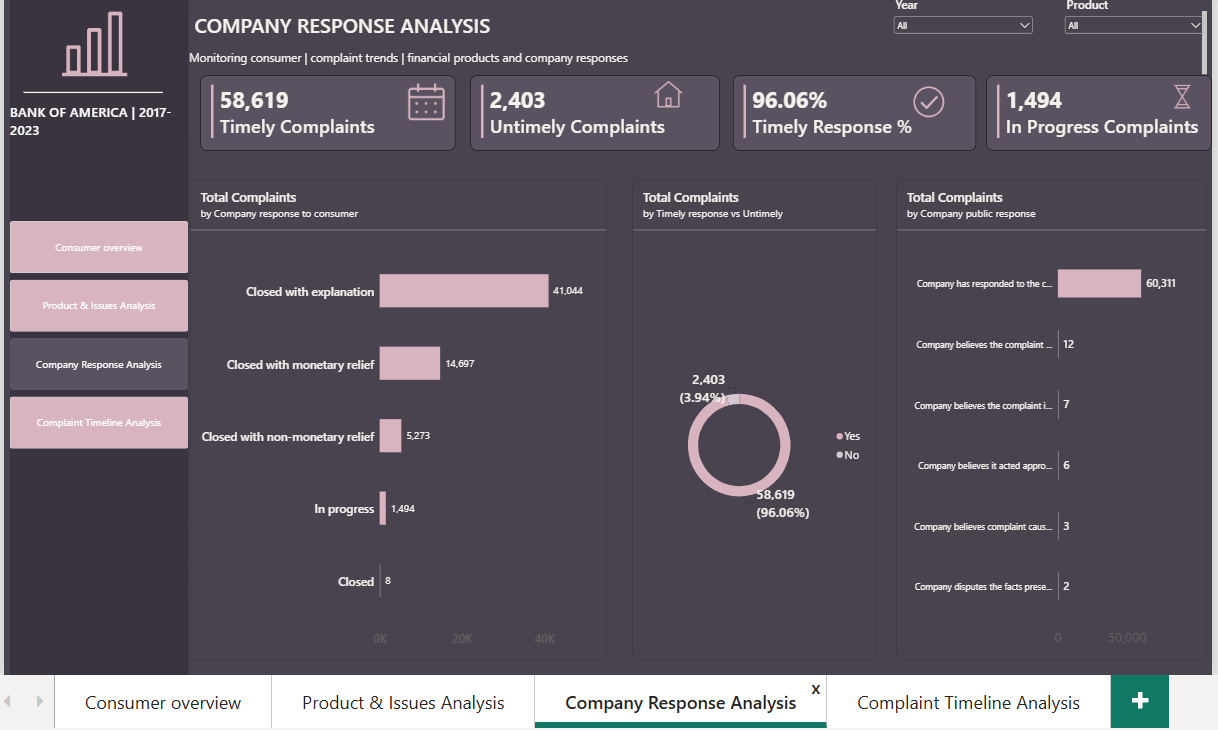 COMPANY RESPONSE ANALYSIS
Year
All
Product
All
Monitoring consumer | complaint trends | financial products and company responses
BANK OF AMERICA | 2017-
2023
58,619
Timely Complaints
2,403
Untimely Complaints
96.06%
Timely Response %
1,494
In Progress Complaints
Consumer overview
Product & Issues Analysis
Company Response Analysis
Complaint Timeline Analysis
Total Complaints
by Company response to consumer
Closed with explanation 41,044
Closed with monetary relief 14,697
Closed with non-monetary relief 5,273
In progress 1,494
Closed 8
0K 20K 40K
Total Complaints
by Timely response vs Untimely
2,403
(3.94%)
Yes
No
58,619
(96.06%)
Total Complaints
by Company public response
Company has responded to the c... 60,311
Company believes the complaint ... 12
Company believes the complaint i... 7
Company believes it acted appro... 6
Company believes complaint caus... 3
Company disputes the facts prese... 2
0 50,000
Consumer overview
Product & Issues Analysis
Company Response Analysis
x
Complaint Timeline Analysis
+